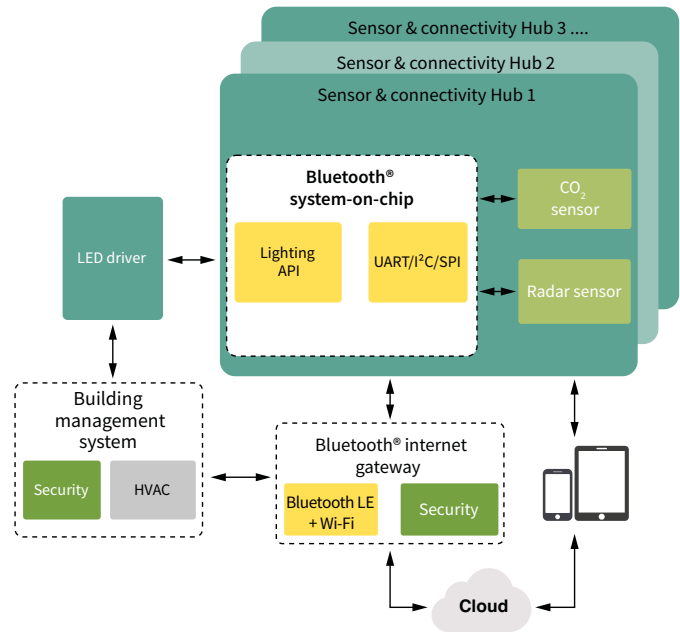 Sensor & connectivity Hub 3 ....
Sensor & connectivity Hub 2
Sensor & connectivity Hub 1
Bluetooth®
system-on-chip
Lighting
API
UART/I²C/SPI
CO₂
sensor
Radar sensor
LED driver
Building
management
system
Security
HVAC
Bluetooth® internet
gateway
Bluetooth LE
+ Wi-Fi
Security
Cloud